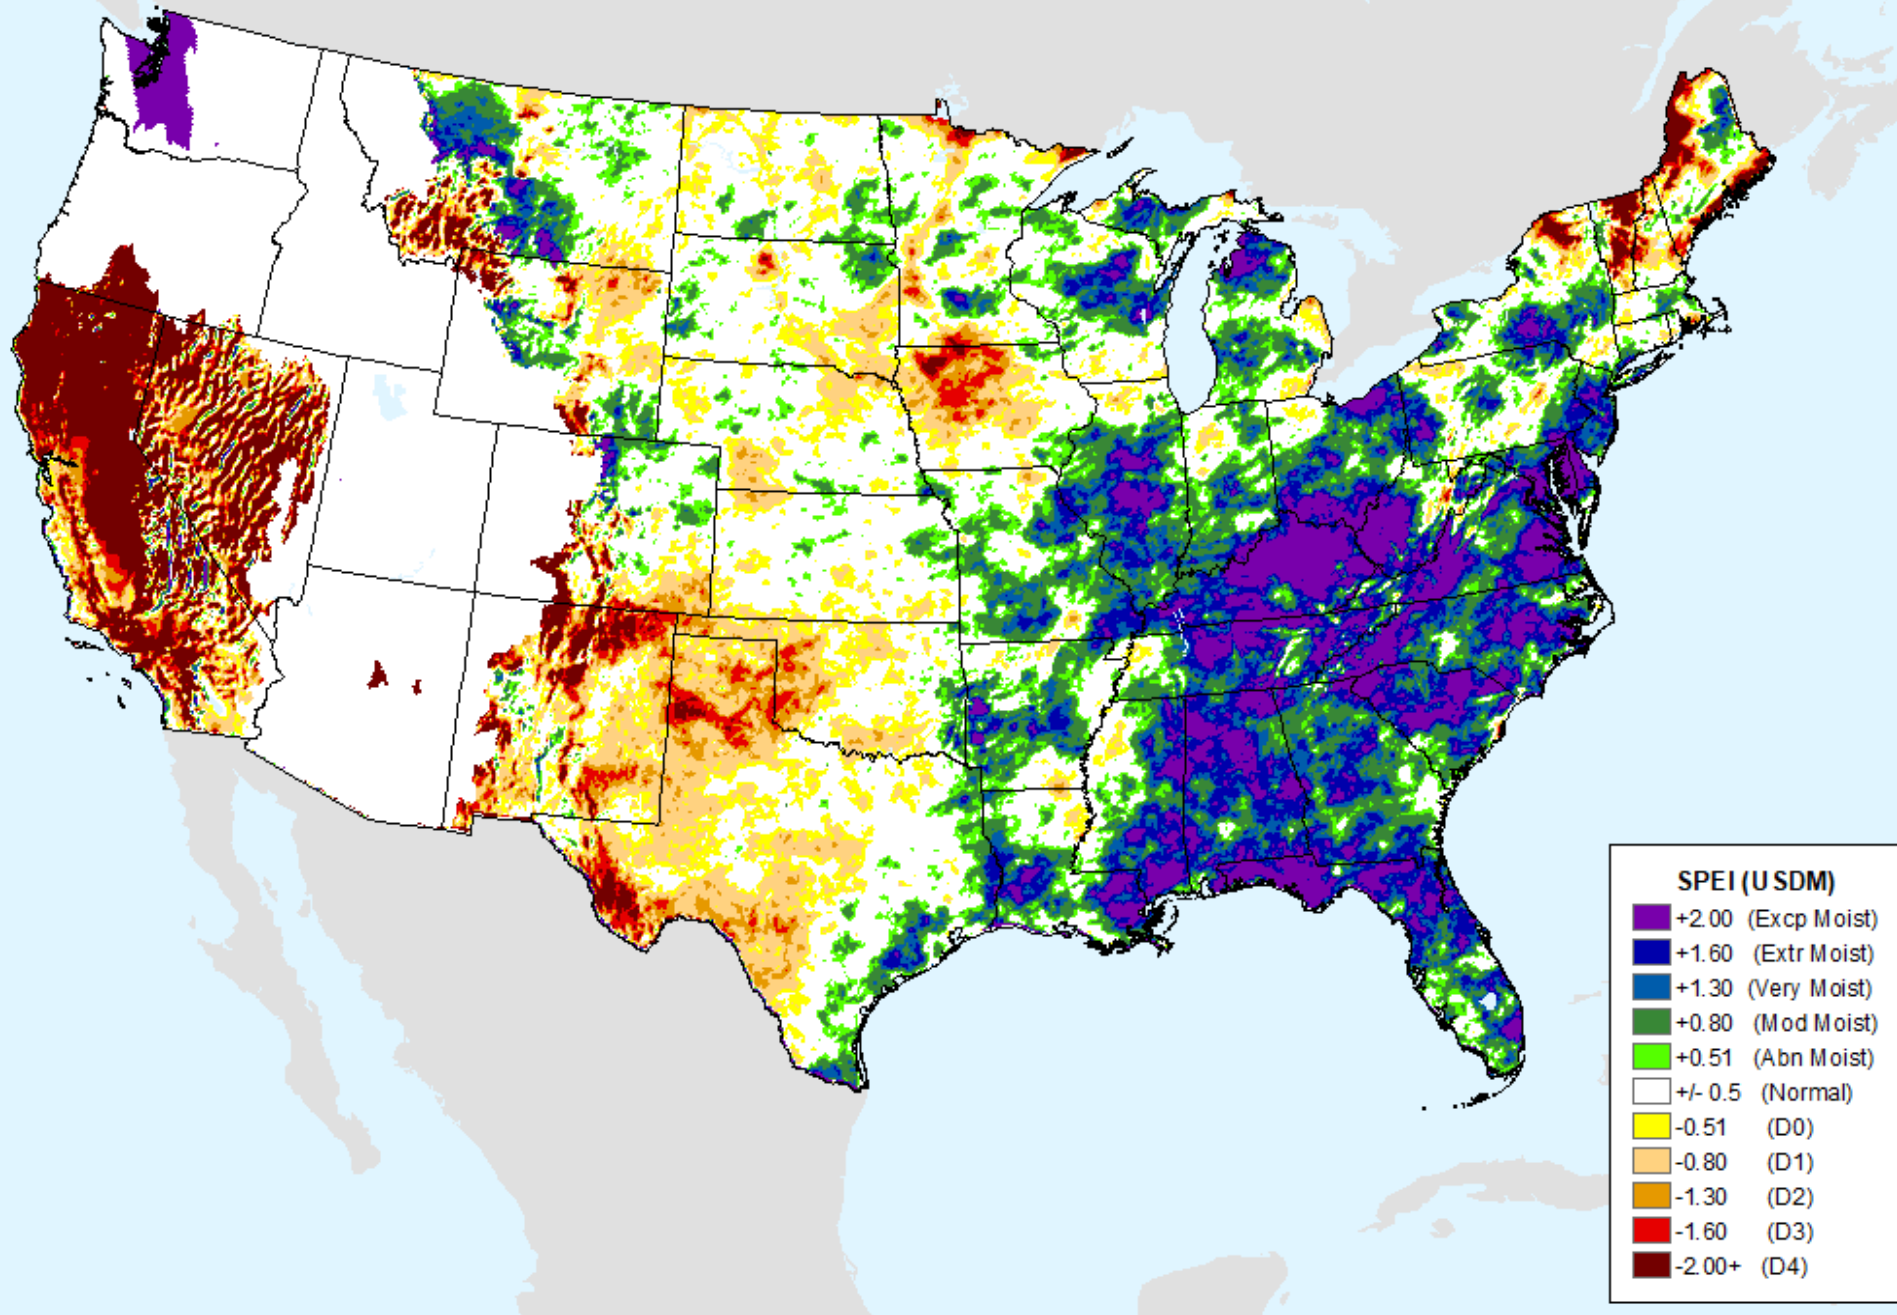 SPEI (USDM)
+2.00 (Excp Moist)
+1.60 (Extr Moist)
+1.30 (Very Moist)
+0.80 (Mod Moist)
+0.51 (Abn Moist)
+/- 0.5 (Normal)
-0.51 (D0)
-0.80 (D1)
-1.30 (D2)
-1.60 (D3)
-2.00+ (D4)